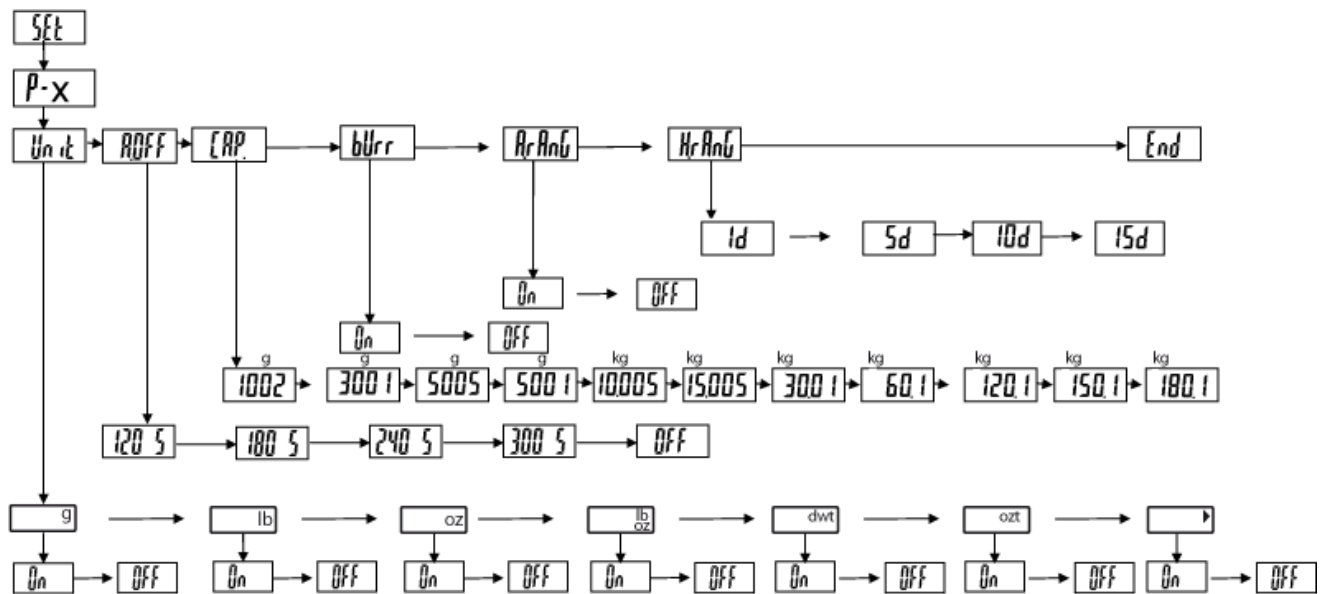 SEt
P-x
Unit A.OFF CAP. bUrr A.rAnG H.rAnG End
1d 5d 10d 15d
On OFF
On OFF
g g g g kg kg kg kg kg kg kg
1002 3001 5005 5001 10.005 15.005 30.01 60.1 120.1 150.1 180.1
120 S 180 S 240 S 300 S OFF
g lb oz lb oz dwt ozt
On OFF On OFF On OFF On OFF On OFF On OFF On OFF